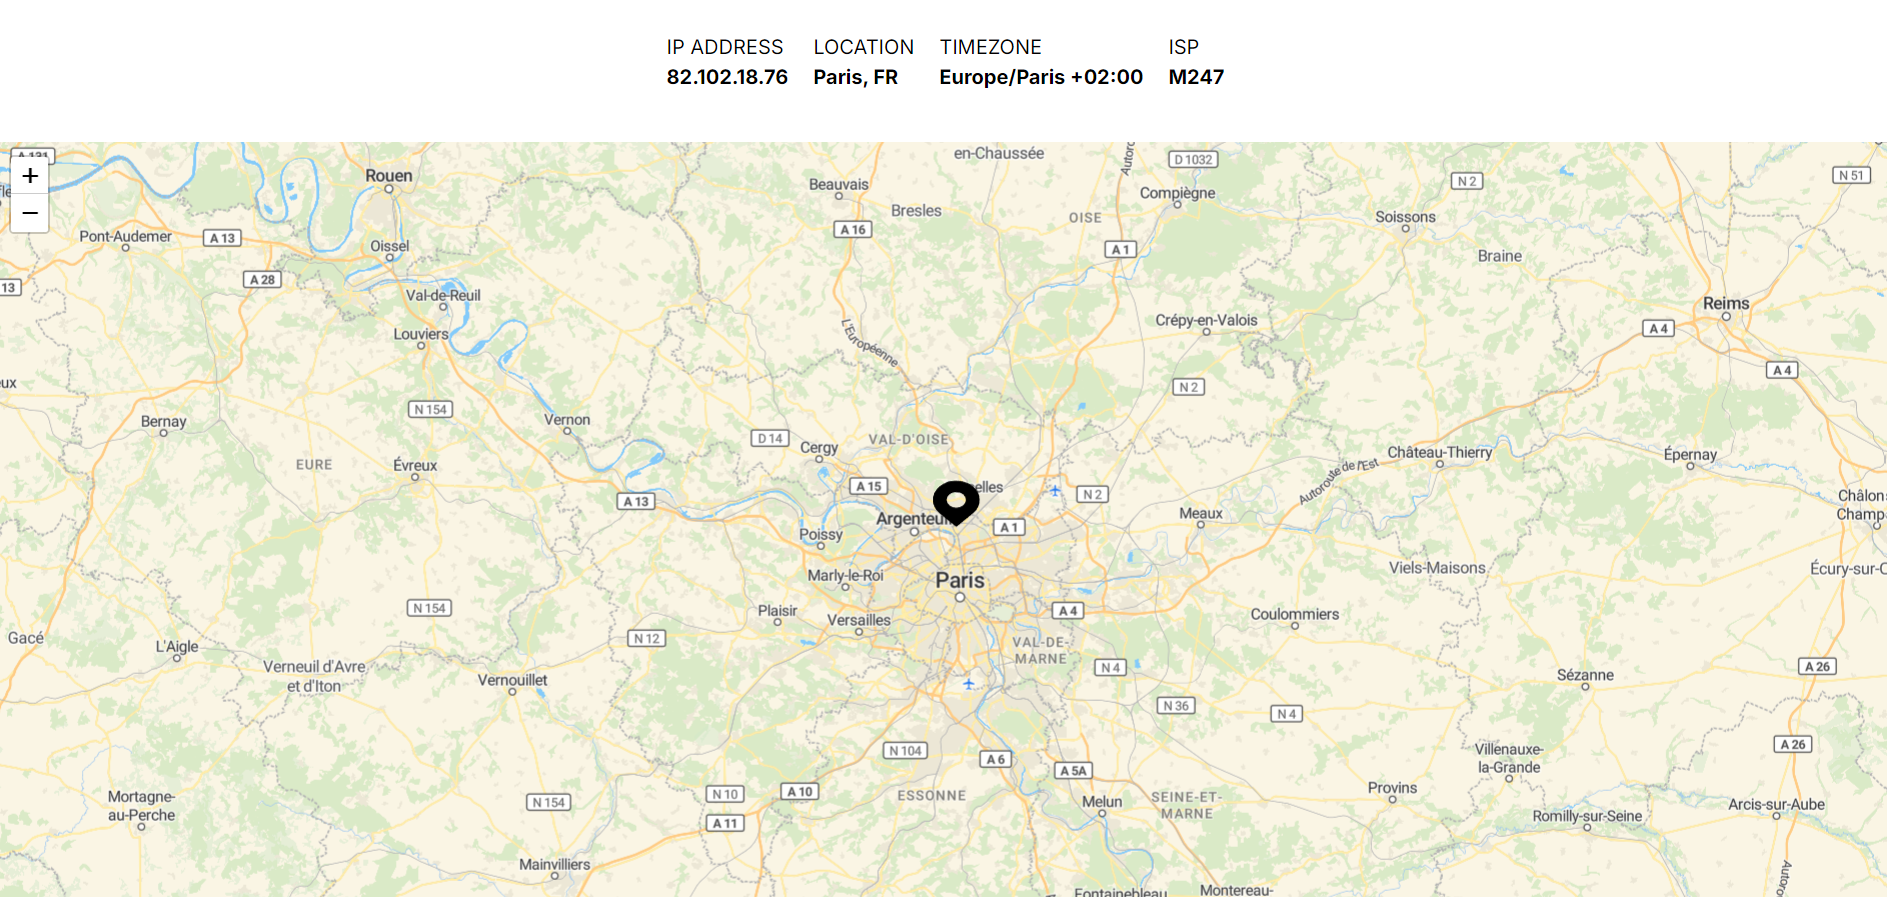 IP ADDRESS LOCATION TIMEZONE ISP
82.102.18.76 Paris, FR Europe/Paris +02:00 M247
en-Chaussée
D 1032
Rouen
+
−
Beauvais
Compiègne
N 2
N 51
Bresles
OISE
Soissons
Pont-Audemer
A 13
A 16
Oissel
A 1
Braine
A 28
13
Val-de-Reuil
Reims
Louviers
L'Européenne
Crépy-en-Valois
A 4
A 4
N 2
N 154
Bernay
Vernon
D 14
VAL-D'OISE
Cergy
Château-Thierry
Épernay
EURE
Évreux
Autoroute de l'Est
A 15
elles
N 2
A 13
Châlon
Champ
Argenteuil
A 1
Meaux
Poissy
Marly-le-Roi
Paris
Viels-Maisons
Écury-sur-C
N 154
Plaisir
A 4
Coulommiers
Versailles
Gacé
L'Aigle
N 12
VAL-DE-
MARNE
Verneuil d'Avre
et d'Iton
Vernouillet
N 4
A 26
Sézanne
N 36
N 4
N 104
A 6
A 5A
Villenauxe-
la-Grande
A 26
Mortagne-
au-Perche
N 154
N 10
A 10
ESSONNE
Melun
SEINE-ET-
MARNE
Provins
Arcis-sur-Aube
A 11
Romilly-sur-Seine
Mainvilliers
Fontainebleau
Montereau-